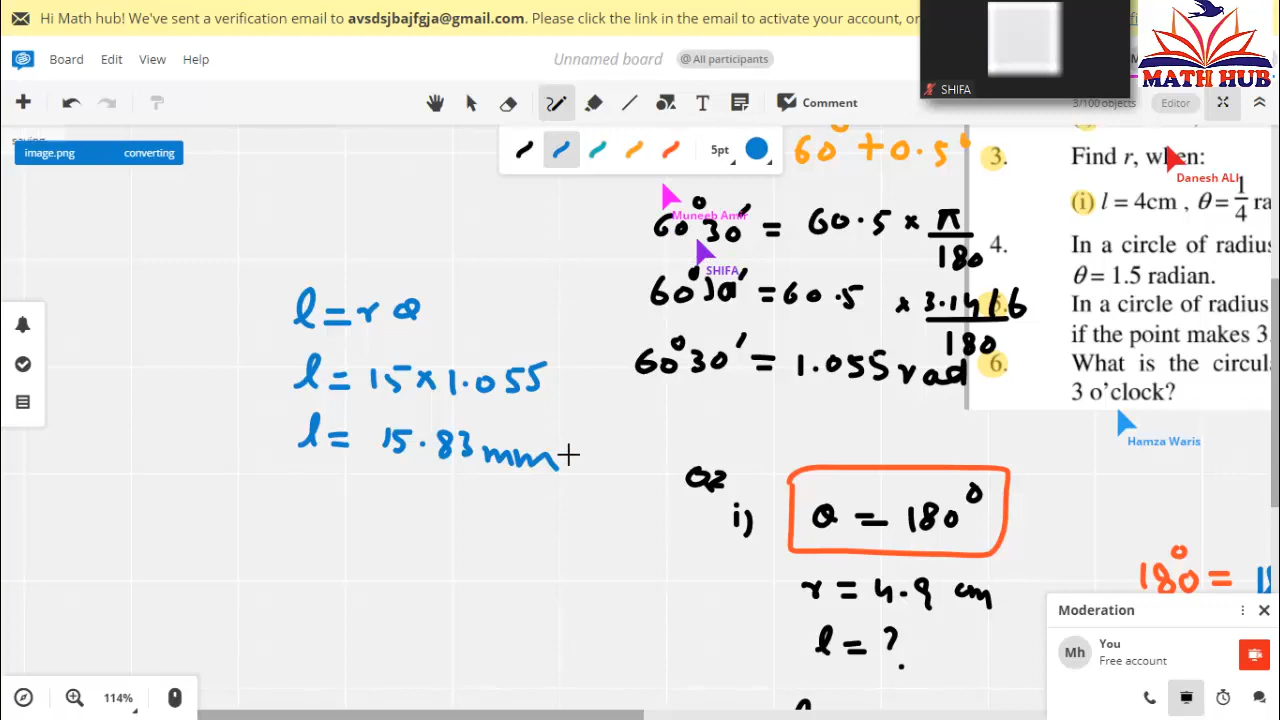 Hi Math hub! We've sent a verification email to avsdsjbajfgja@gmail.com. Please click the link in the email to activate your account, or
MATH HUB
SHIFA
Board Edit View Help
Unnamed board
@ All participants
Comment
3/100 objects
Editor
image.png converting
5pt
60° + 0.5°
Muneeb Amir
SHIFA
60° 30' = 60.5 × π/180
60° 30' = 60.5 × 3.1416/180
60° 30' = 1.055 rad
l = r θ
l = 15 × 1.055
l = 15.83 mm
3. Find r, when:
Danesh ALI
(i) l = 4cm , θ = 1/4 ra
4. In a circle of radius
θ = 1.5 radian.
In a circle of radius
if the point makes 3
6. What is the circul
3 o'clock?
Hamza Waris
Q2
i) θ = 180°
r = 4.9 cm
l = ?
180° =
Moderation
Mh You
Free account
114%